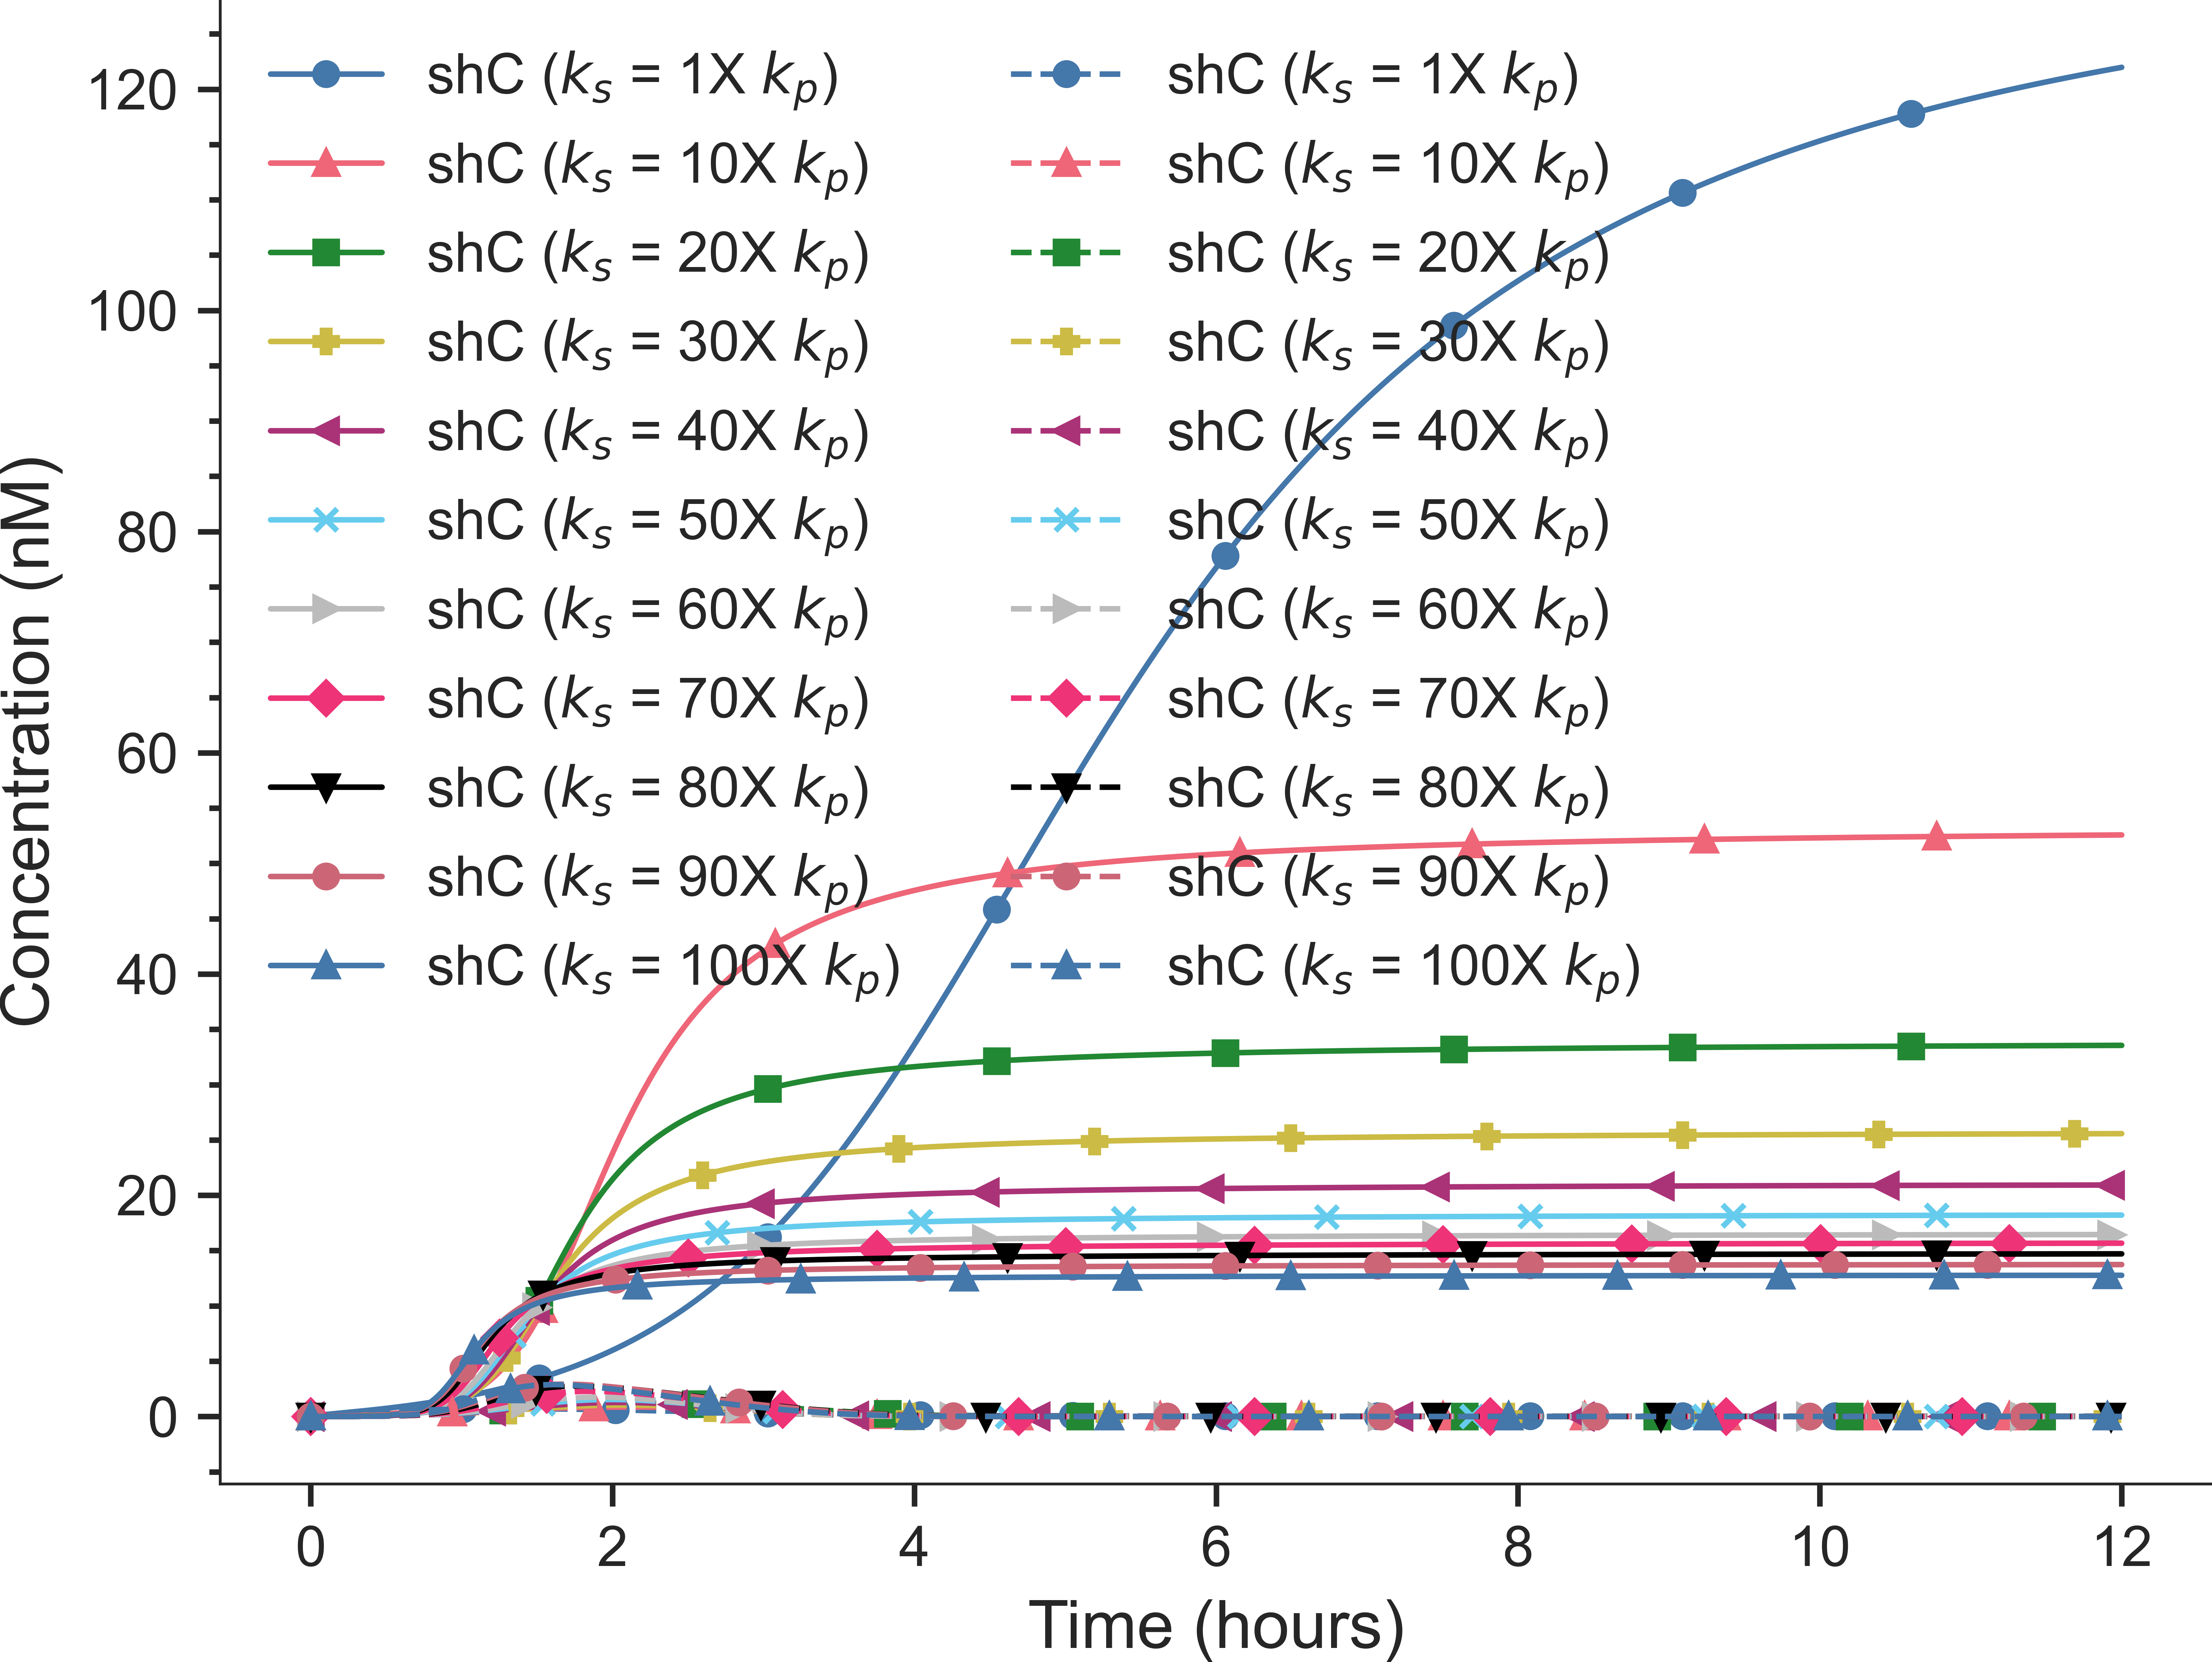 Concentration (nM)
120
100
80
60
40
20
0
shC (ks = 1X kp)
shC (ks = 10X kp)
shC (ks = 20X kp)
shC (ks = 30X kp)
shC (ks = 40X kp)
shC (ks = 50X kp)
shC (ks = 60X kp)
shC (ks = 70X kp)
shC (ks = 80X kp)
shC (ks = 90X kp)
shC (ks = 100X kp)
shC (ks = 1X kp)
shC (ks = 10X kp)
shC (ks = 20X kp)
shC (ks = 30X kp)
shC (ks = 40X kp)
shC (ks = 50X kp)
shC (ks = 60X kp)
shC (ks = 70X kp)
shC (ks = 80X kp)
shC (ks = 90X kp)
shC (ks = 100X kp)
0 2 4 6 8 10 12
Time (hours)